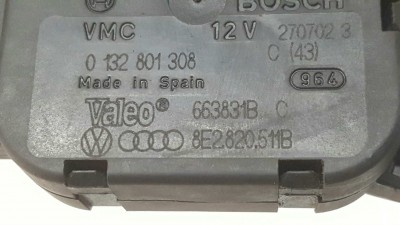 BOSCH
VMC 12 V 270702 3
0 132 801 308 C (43)
Made in Spain 964
Valeo® 663831B C
8E2.820.511B